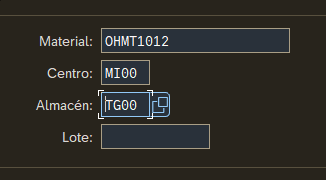 Material: OHMT1012
Centro: MI00
Almacén: TG00
Lote: